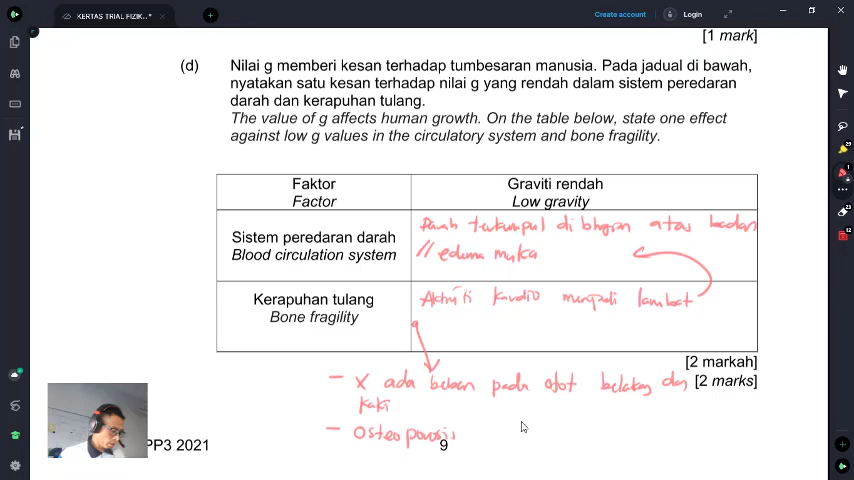 KERTAS TRIAL FIZIK..*
Create account
Login
[1 mark]
(d) Nilai g memberi kesan terhadap tumbesaran manusia. Pada jadual di bawah,
nyatakan satu kesan terhadap nilai g yang rendah dalam sistem peredaran
darah dan kerapuhan tulang.
The value of g affects human growth. On the table below, state one effect
against low g values in the circulatory system and bone fragility.
Faktor
Factor
Graviti rendah
Low gravity
Sistem peredaran darah
Blood circulation system
Darah terkumpul di bhgian atas badan
// edema muka
Kerapuhan tulang
Bone fragility
Aktiviti kardio menjadi lambat
[2 markah]
[2 marks]
- X ada beban pada otot belakang dan
kaki
- osteoporosis
PP3 2021
9